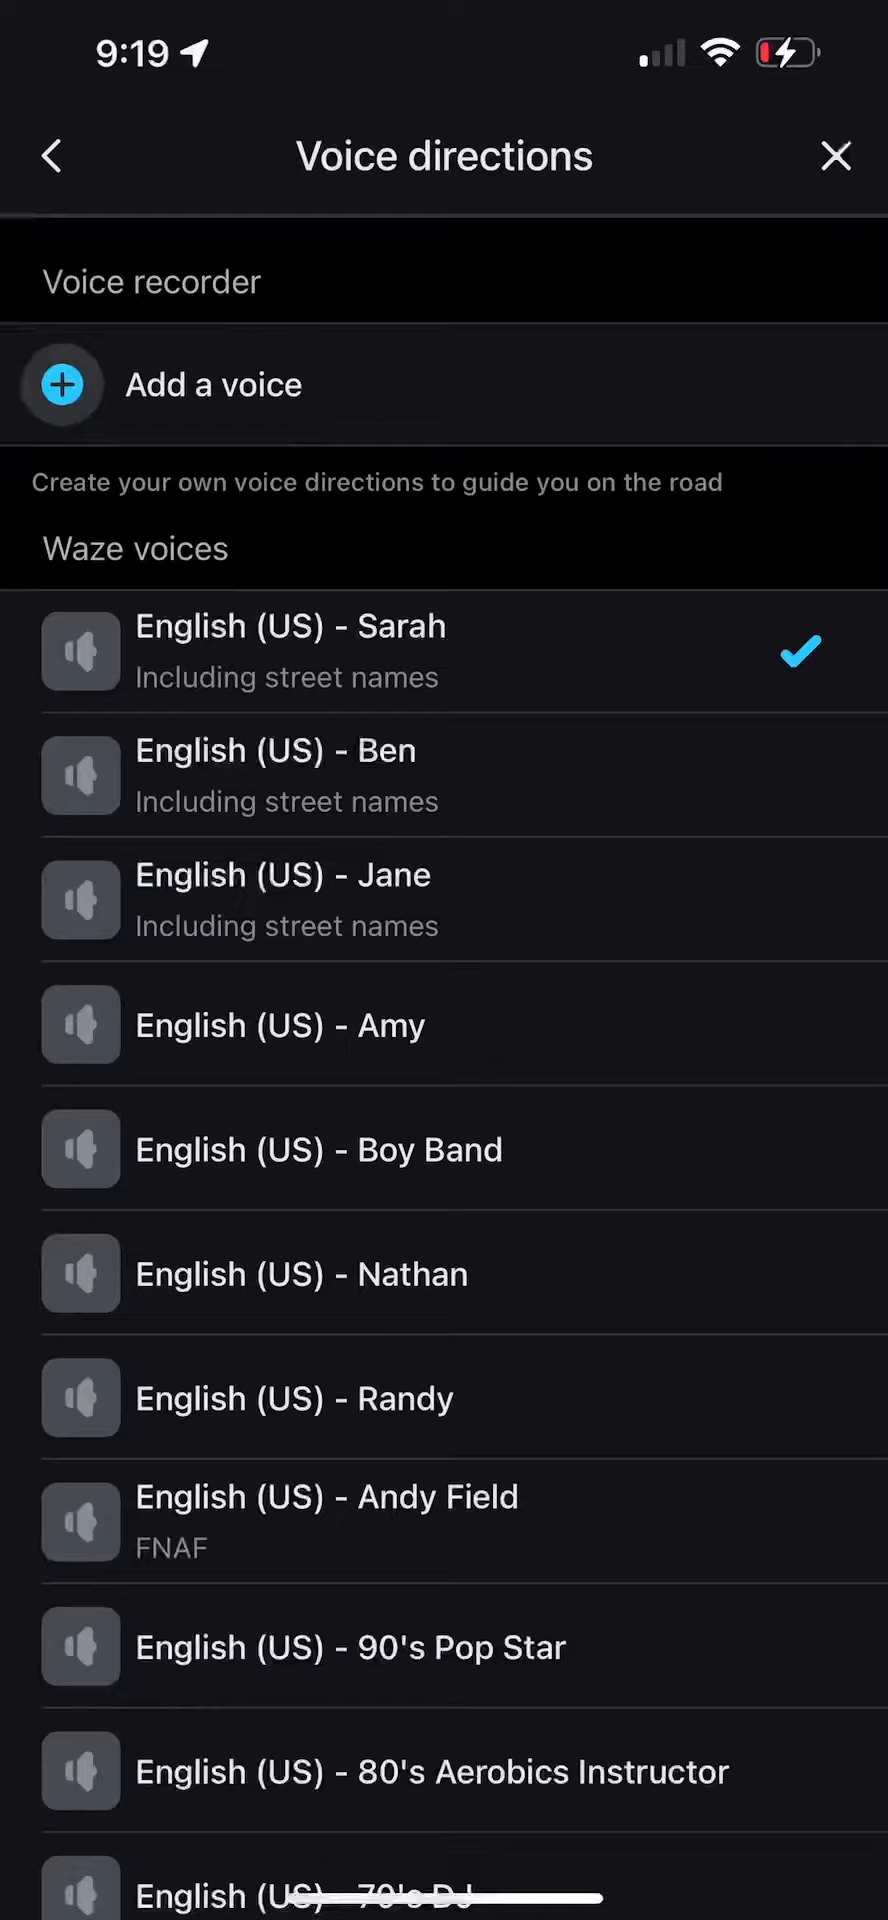 9:19
Voice directions
Voice recorder
Add a voice
Create your own voice directions to guide you on the road
Waze voices
English (US) - Sarah
Including street names
English (US) - Ben
Including street names
English (US) - Jane
Including street names
English (US) - Amy
English (US) - Boy Band
English (US) - Nathan
English (US) - Randy
English (US) - Andy Field
FNAF
English (US) - 90's Pop Star
English (US) - 80's Aerobics Instructor
English (US) - 70's DJ